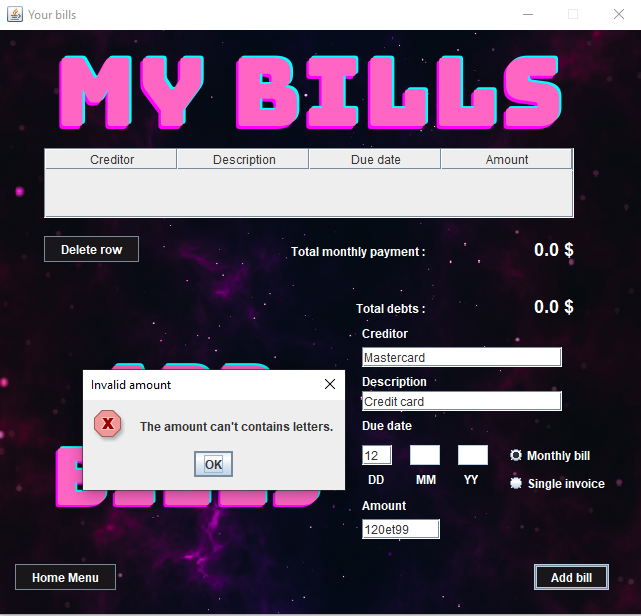 Your bills
MY BILLS
Creditor Description Due date Amount
Delete row
Total monthly payment : 0.0 $
Total debts : 0.0 $
Creditor
Mastercard
Description
Credit card
Due date
12
DD MM YY
Monthly bill
Single invoice
Amount
120et99
Invalid amount
X
The amount can't contains letters.
OK
Home Menu
Add bill